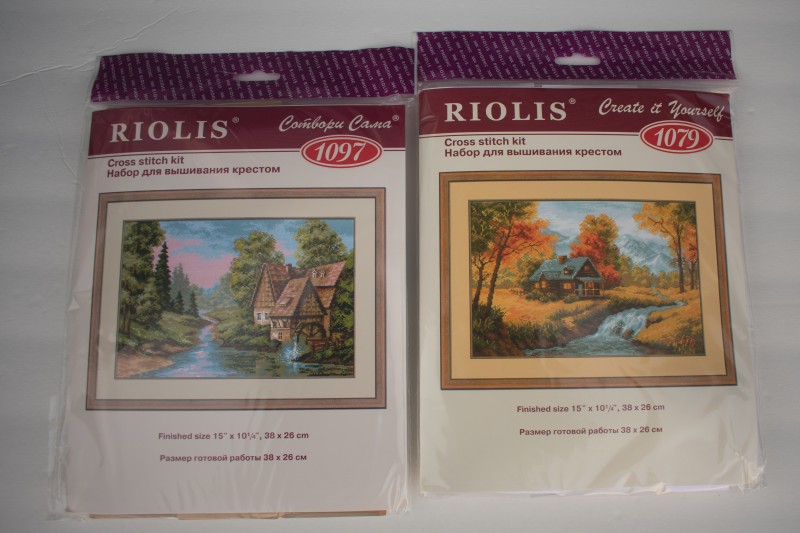 RIOLIS®
Сотвори Сама®
1097
Cross stitch kit
Набор для вышивания крестом
Finished size 15" x 10¼", 38 x 26 cm
Размер готовой работы 38 x 26 см
RIOLIS®
Create it Yourself
1079
Cross stitch kit
Набор для вышивания крестом
Finished size 15" x 10¼", 38 x 26 cm
Размер готовой работы 38 x 26 см